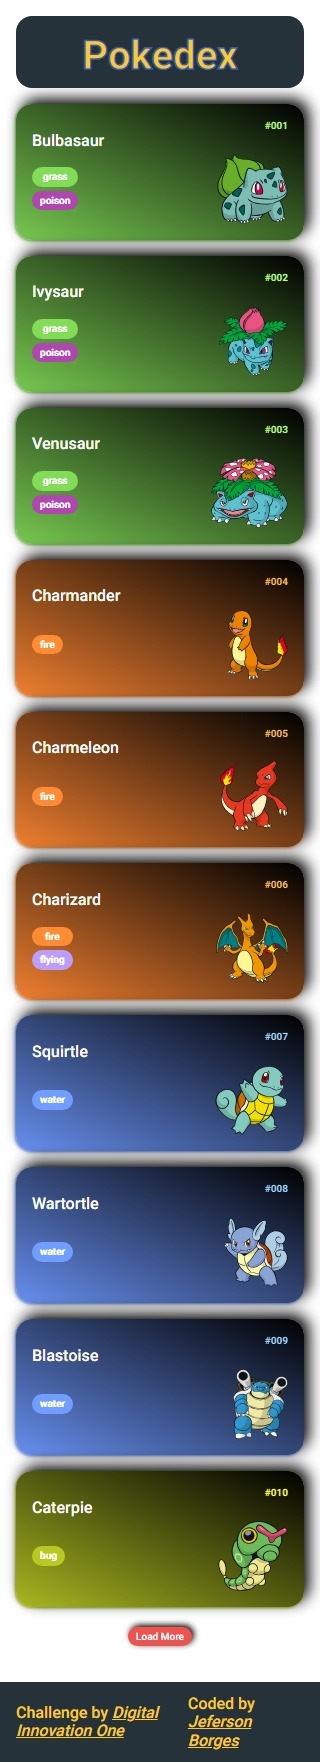 Pokedex
#001
Bulbasaur
grass
poison
#002
Ivysaur
grass
poison
#003
Venusaur
grass
poison
#004
Charmander
fire
#005
Charmeleon
fire
#006
Charizard
fire
flying
#007
Squirtle
water
#008
Wartortle
water
#009
Blastoise
water
#010
Caterpie
bug
Load More
Challenge by Digital
Innovation One
Coded by
Jeferson
Borges